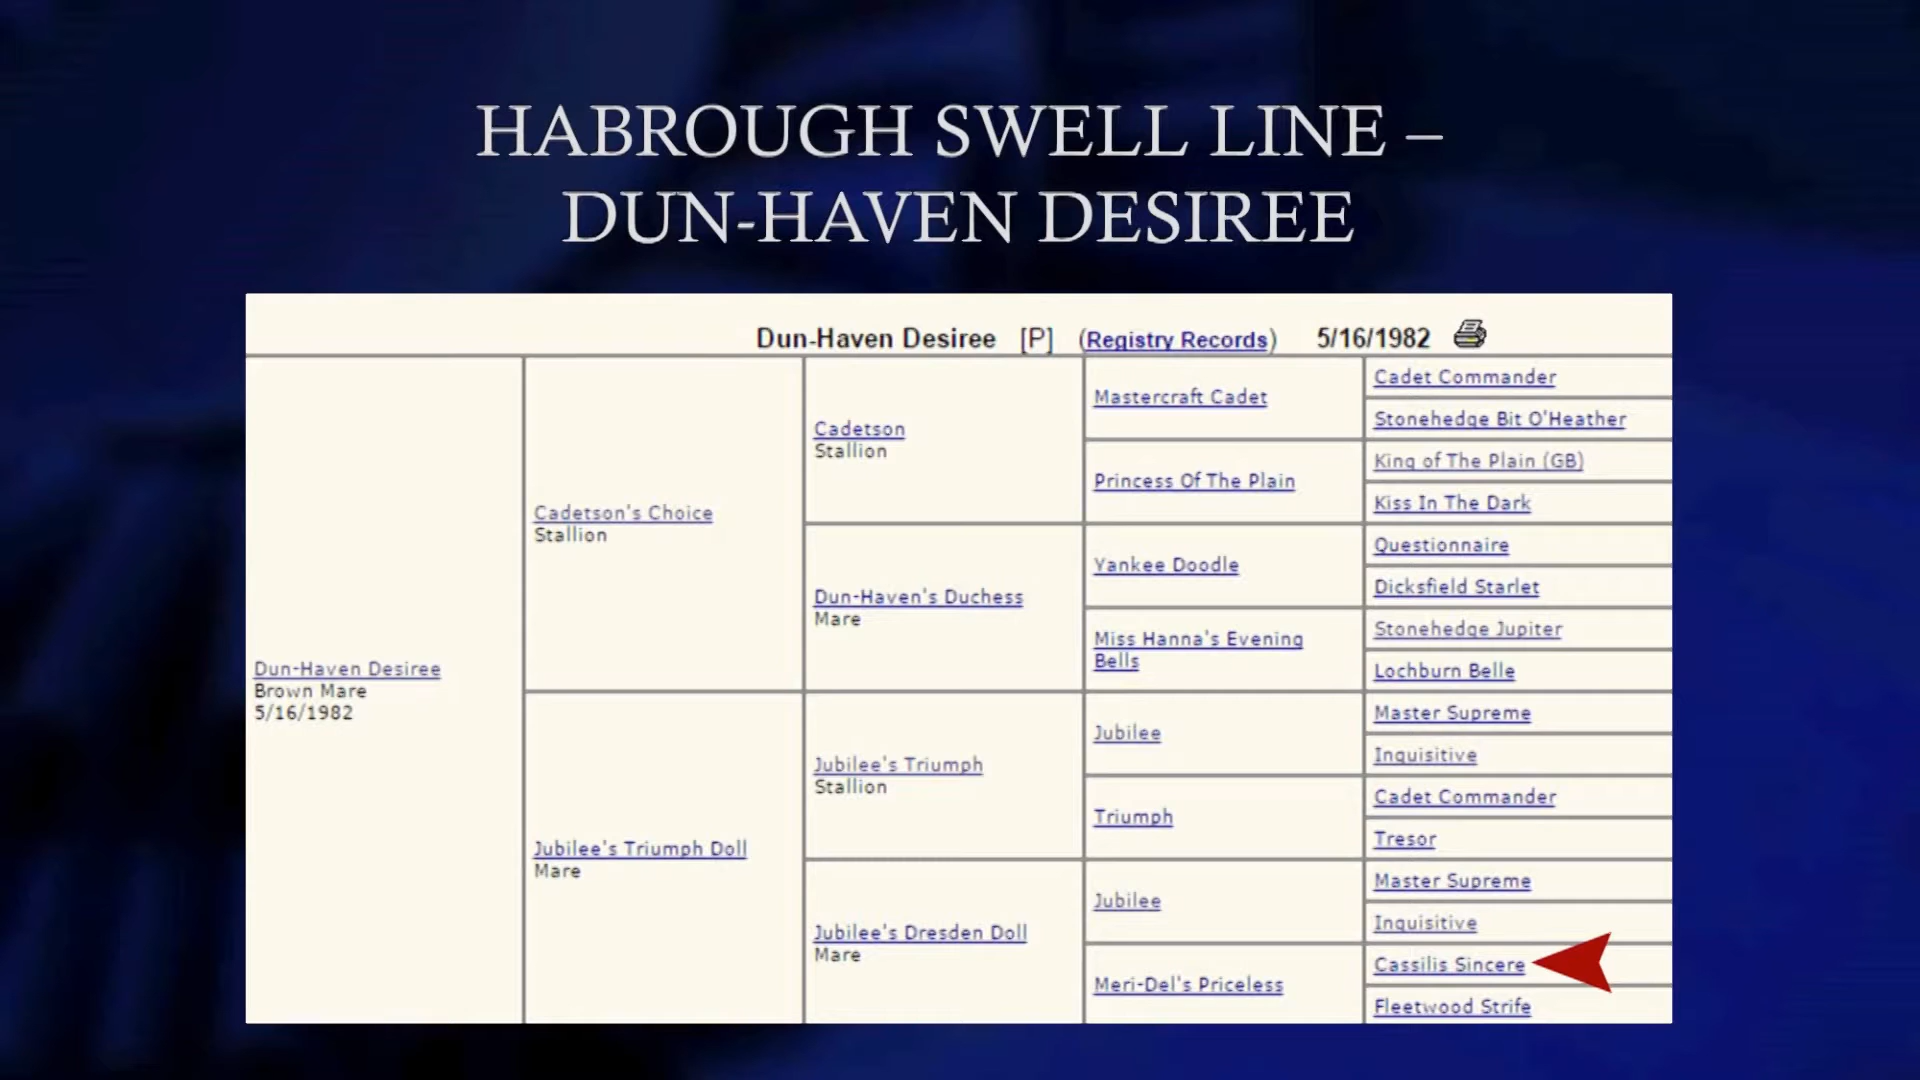 HABROUGH SWELL LINE –
DUN-HAVEN DESIREE
Dun-Haven Desiree [P] (Registry Records) 5/16/1982
Dun-Haven Desiree
Brown Mare
5/16/1982
Cadetson's Choice
Stallion
Jubilee's Triumph Doll
Mare
Cadetson
Stallion
Dun-Haven's Duchess
Mare
Jubilee's Triumph
Stallion
Jubilee's Dresden Doll
Mare
Mastercraft Cadet
Princess Of The Plain
Yankee Doodle
Miss Hanna's Evening
Bells
Jubilee
Triumph
Jubilee
Meri-Del's Priceless
Cadet Commander
Stonehedge Bit O'Heather
King of The Plain (GB)
Kiss In The Dark
Questionnaire
Dicksfield Starlet
Stonehedge Jupiter
Lochburn Belle
Master Supreme
Inquisitive
Cadet Commander
Tresor
Master Supreme
Inquisitive
Cassilis Sincere
Fleetwood Strife